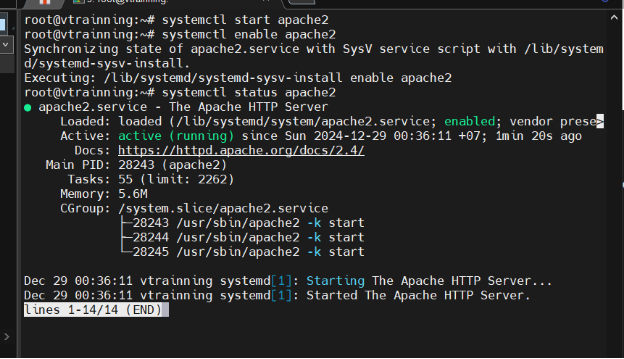 root@vtrainning:~# systemctl start apache2
root@vtrainning:~# systemctl enable apache2
Synchronizing state of apache2.service with SysV service script with /lib/system
d/systemd-sysv-install.
Executing: /lib/systemd/systemd-sysv-install enable apache2
root@vtrainning:~# systemctl status apache2
● apache2.service - The Apache HTTP Server
Loaded: loaded (/lib/systemd/system/apache2.service; enabled; vendor prese>
Active: active (running) since Sun 2024-12-29 00:36:11 +07; 1min 20s ago
Docs: https://httpd.apache.org/docs/2.4/
Main PID: 28243 (apache2)
Tasks: 55 (limit: 2262)
Memory: 5.6M
CGroup: /system.slice/apache2.service
├─28243 /usr/sbin/apache2 -k start
├─28244 /usr/sbin/apache2 -k start
└─28245 /usr/sbin/apache2 -k start
Dec 29 00:36:11 vtrainning systemd[1]: Starting The Apache HTTP Server...
Dec 29 00:36:11 vtrainning systemd[1]: Started The Apache HTTP Server.
lines 1-14/14 (END)